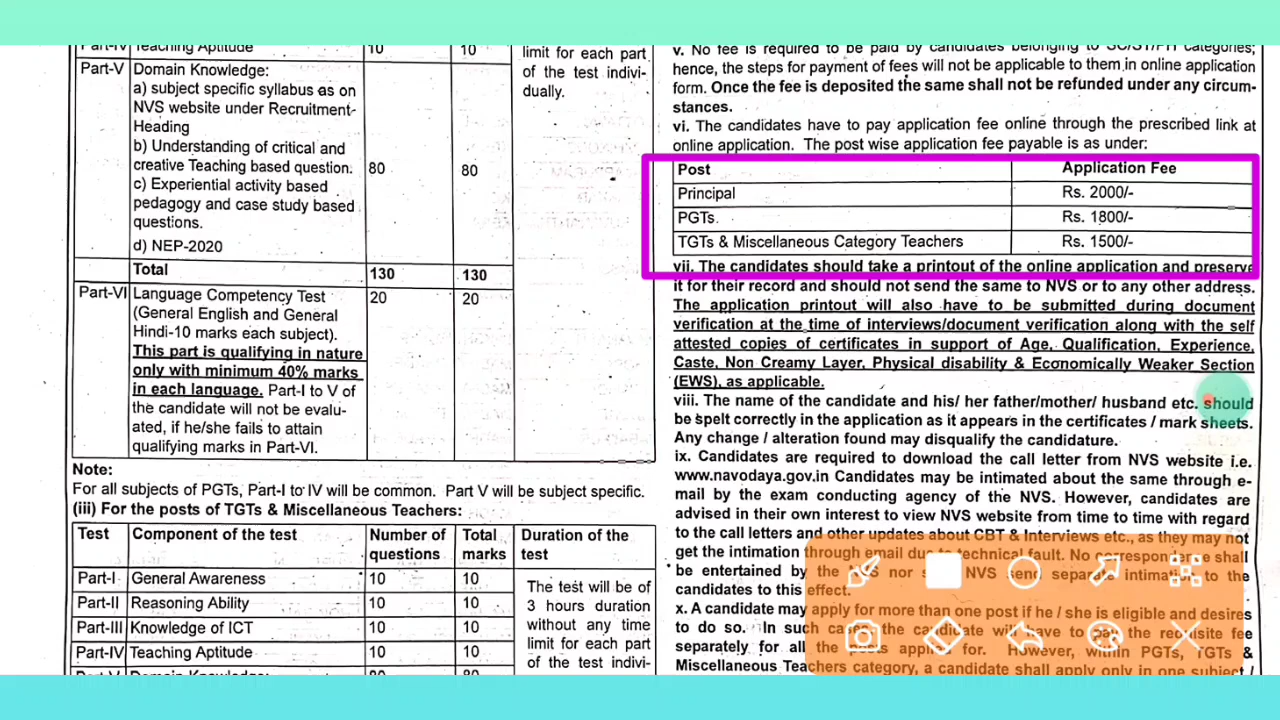 Part-IV Teaching Aptitude 10 10
limit for each part
of the test indivi-
dually.
Part-V Domain Knowledge:
a) subject specific syllabus as on
NVS website under Recruitment-
Heading
b) Understanding of critical and
creative Teaching based question. 80 80
c) Experiential activity based
pedagogy and case study based
questions.
d) NEP-2020
Total 130 130
Part-VI Language Competency Test 20 20
(General English and General
Hindi-10 marks each subject).
This part is qualifying in nature
only with minimum 40% marks
in each language. Part-I to V of
the candidate will not be evalu-
ated, if he/she fails to attain
qualifying marks in Part-VI.
Note:
For all subjects of PGTs, Part-I to IV will be common. Part V will be subject specific.
(iii) For the posts of TGTs & Miscellaneous Teachers:
Test Component of the test Number of questions Total marks Duration of the test
Part-I General Awareness 10 10
Part-II Reasoning Ability 10 10
Part-III Knowledge of ICT 10 10
Part-IV Teaching Aptitude 10 10
The test will be of
3 hours duration
without any time
limit for each part
of the test indivi-
Part-V Domain Knowledge: 80 80
v. No fee is required to be paid by candidates belonging to SC/ST/PH categories;
hence, the steps for payment of fees will not be applicable to them in online application
form. Once the fee is deposited the same shall not be refunded under any circum-
stances.
vi. The candidates have to pay application fee online through the prescribed link at
online application. The post wise application fee payable is as under:
Post Application Fee
Principal Rs. 2000/-
PGTs. Rs. 1800/-
TGTs & Miscellaneous Category Teachers Rs. 1500/-
vii. The candidates should take a printout of the online application and preserve
it for their record and should not send the same to NVS or to any other address.
The application printout will also have to be submitted during document
verification at the time of interviews/document verification along with the self
attested copies of certificates in support of Age, Qualification, Experience,
Caste, Non Creamy Layer, Physical disability & Economically Weaker Section
(EWS), as applicable.
viii. The name of the candidate and his/ her father/mother/ husband etc. should
be spelt correctly in the application as it appears in the certificates / mark sheets.
Any change / alteration found may disqualify the candidature.
ix. Candidates are required to download the call letter from NVS website i.e.
www.navodaya.gov.in Candidates may be intimated about the same through e-
mail by the exam conducting agency of the NVS. However, candidates are
advised in their own interest to view NVS website from time to time with regard
to the call letters and other updates about CBT & Interviews etc., as they may not
get the intimation through email due to technical fault. No correspondence shall
be entertained by the NVS nor NVS send separate intimation to the
candidates to this effect.
x. A candidate may apply for more than one post if he / she is eligible and desires
to do so. In such case, the candidate will have to pay the requisite fee
separately for all the posts applied for. However, within PGTs, TGTs &
Miscellaneous Teachers category, a candidate shall apply only in one subject /